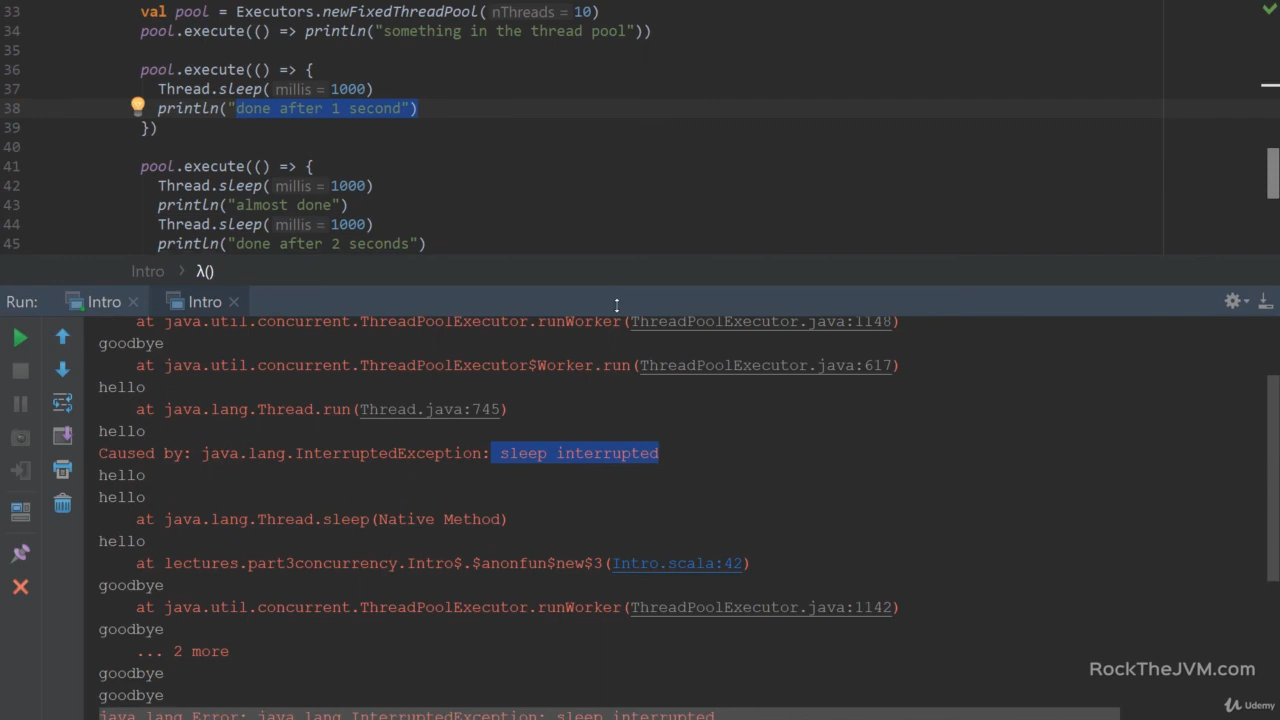 33 val pool = Executors.newFixedThreadPool( nThreads = 10)
34 pool.execute(() => println("something in the thread pool"))
35
36 pool.execute(() => {
37 Thread.sleep( millis = 1000)
38 println("done after 1 second")
39 })
40
41 pool.execute(() => {
42 Thread.sleep( millis = 1000)
43 println("almost done")
44 Thread.sleep( millis = 1000)
45 println("done after 2 seconds")
Intro › λ()
Run: Intro × Intro ×
at java.util.concurrent.ThreadPoolExecutor.runWorker(ThreadPoolExecutor.java:1148)
goodbye
at java.util.concurrent.ThreadPoolExecutor$Worker.run(ThreadPoolExecutor.java:617)
hello
at java.lang.Thread.run(Thread.java:745)
hello
Caused by: java.lang.InterruptedException: sleep interrupted
hello
hello
at java.lang.Thread.sleep(Native Method)
hello
at lectures.part3concurrency.Intro$.$anonfun$new$3(Intro.scala:42)
goodbye
at java.util.concurrent.ThreadPoolExecutor.runWorker(ThreadPoolExecutor.java:1142)
goodbye
... 2 more
goodbye
goodbye
java.lang.Error: java.lang.InterruptedException: sleep interrupted
RockTheJVM.com
Udemy